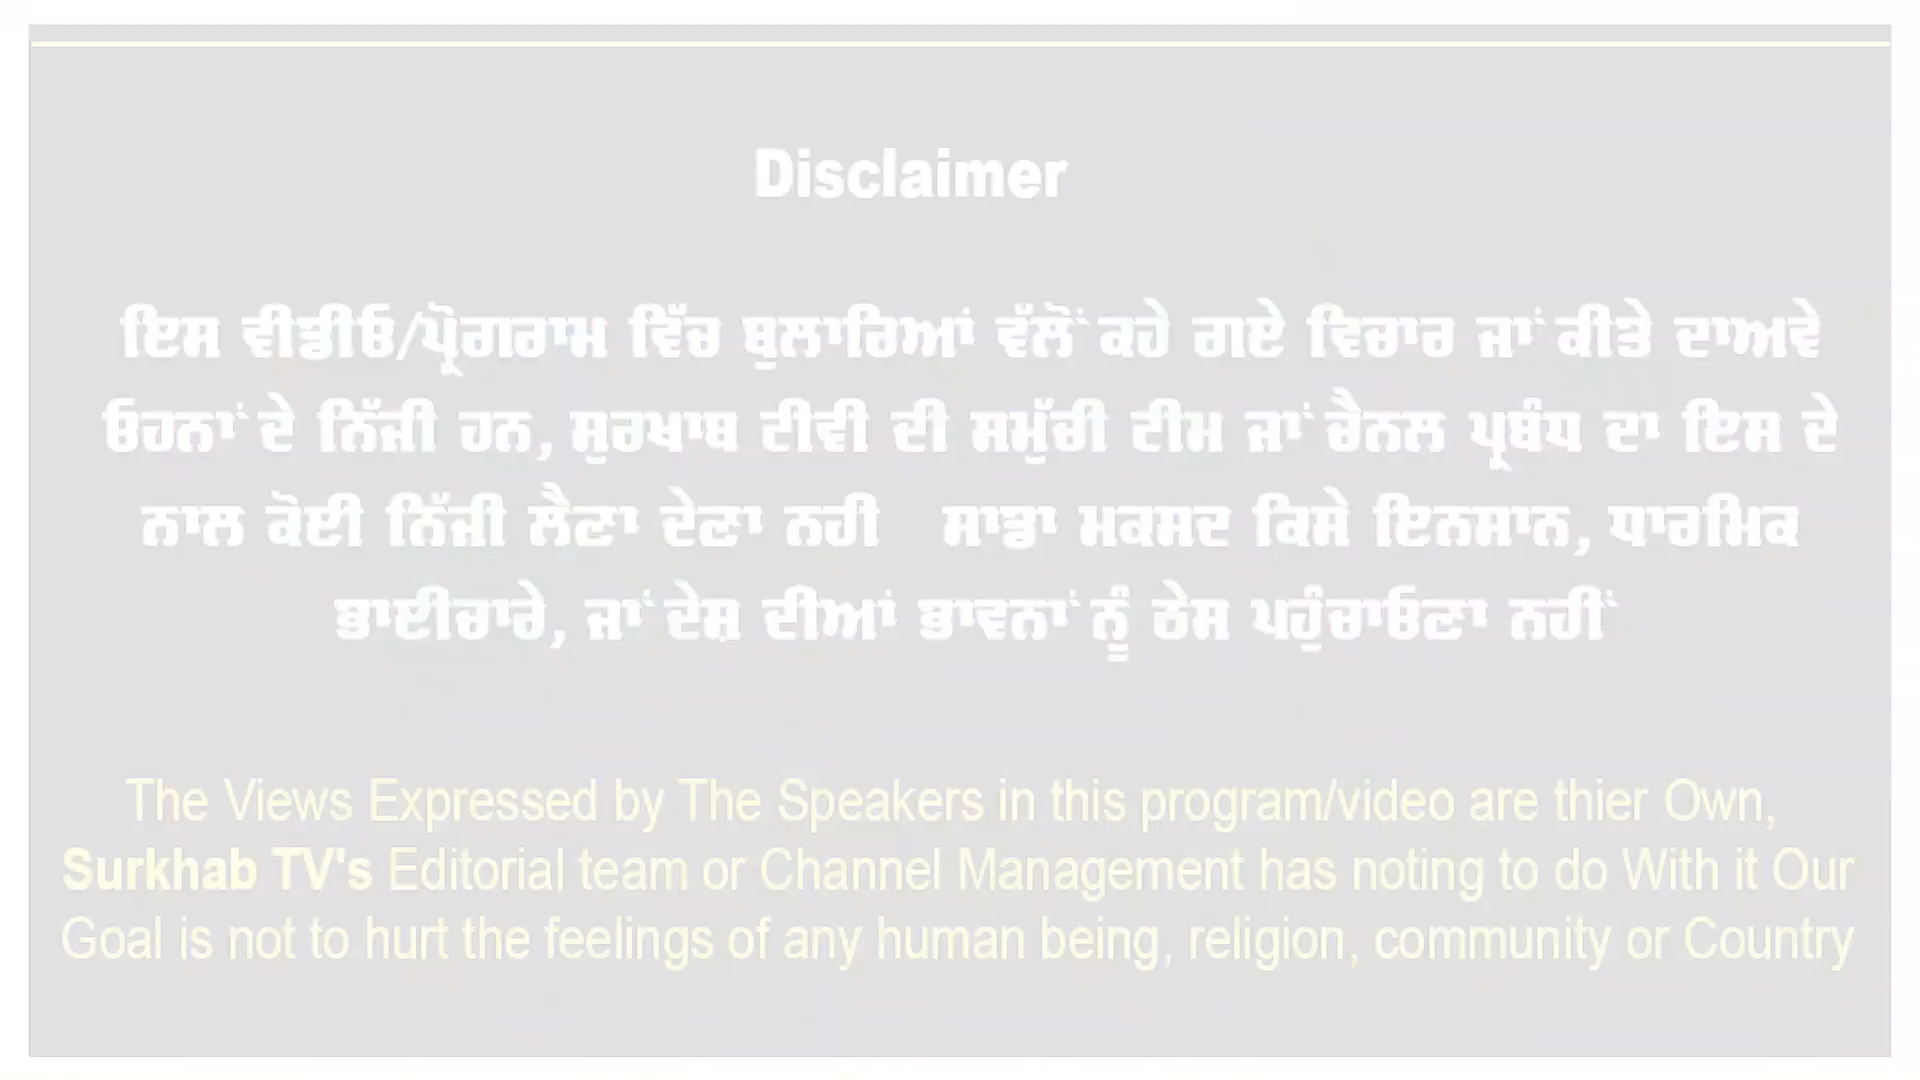 Disclaimer
ਇਸ ਵੀਡੀਓ/ਪ੍ਰੋਗਰਾਮ ਵਿੱਚ ਬੁਲਾਰਿਆਂ ਵੱਲੋਂ ਕਹੇ ਗਏ ਵਿਚਾਰ ਜਾਂ ਕੀਤੇ ਦਾਅਵੇ
ਓਹਨਾਂ ਦੇ ਨਿੱਜੀ ਹਨ, ਸੁਰਖਾਬ ਟੀਵੀ ਦੀ ਸਮੁੱਚੀ ਟੀਮ ਜਾਂ ਚੈਨਲ ਪ੍ਰਬੰਧ ਦਾ ਇਸ ਦੇ
ਨਾਲ ਕੋਈ ਨਿੱਜੀ ਲੈਣਾ ਦੇਣਾ ਨਹੀ ਸਾਡਾ ਮਕਸਦ ਕਿਸੇ ਇਨਸਾਨ, ਧਾਰਮਿਕ
ਭਾਈਚਾਰੇ, ਜਾਂ ਦੇਸ਼ ਦੀਆਂ ਭਾਵਨਾਂ ਨੂੰ ਠੇਸ ਪਹੁੰਚਾਓਣਾ ਨਹੀਂ
The Views Expressed by The Speakers in this program/video are thier Own,
Surkhab TV's Editorial team or Channel Management has noting to do With it Our
Goal is not to hurt the feelings of any human being, religion, community or Country